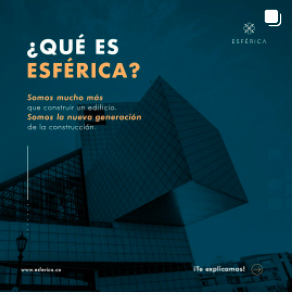 ESFÉRICA
¿QUÉ ES
ESFÉRICA?
Somos mucho más
que construir un edificio.
Somos la nueva generación
de la construcción.
www.esferica.co
¡Te explicamos!